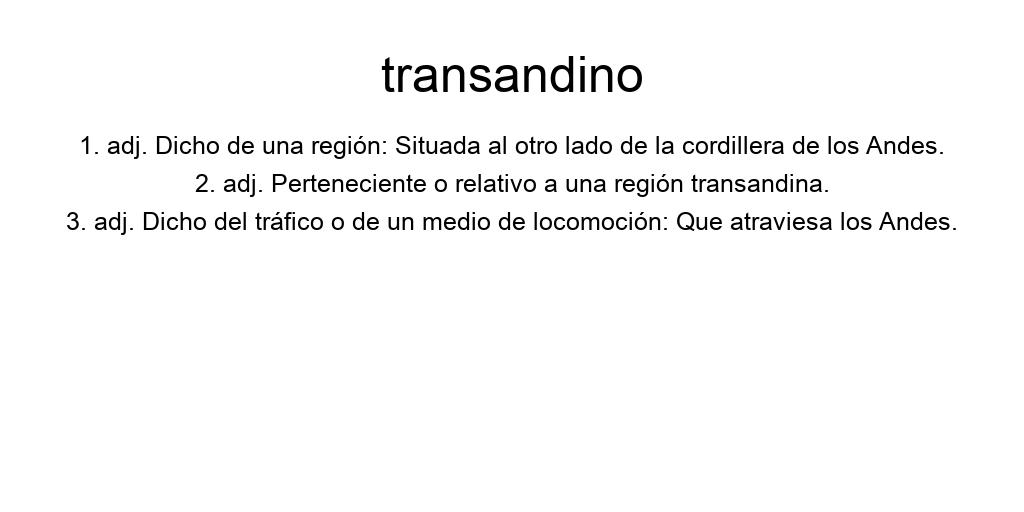 transandino
1. adj. Dicho de una región: Situada al otro lado de la cordillera de los Andes.
2. adj. Perteneciente o relativo a una región transandina.
3. adj. Dicho del tráfico o de un medio de locomoción: Que atraviesa los Andes.